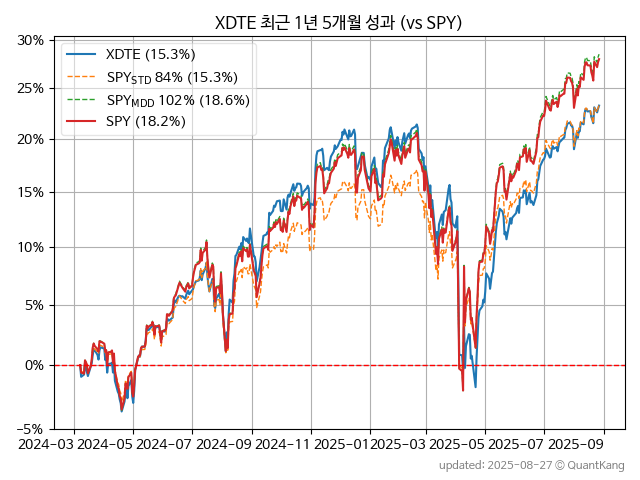 XDTE 최근 1년 5개월 성과 (vs SPY)
30%
25%
20%
15%
10%
5%
0%
−5%
XDTE (15.3%)
SPY_STD 84% (15.3%)
SPY_MDD 102% (18.6%)
SPY (18.2%)
2024-03 2024-05 2024-07 2024-09 2024-11 2025-01 2025-03 2025-05 2025-07 2025-09
updated: 2025-08-27 © QuantKang